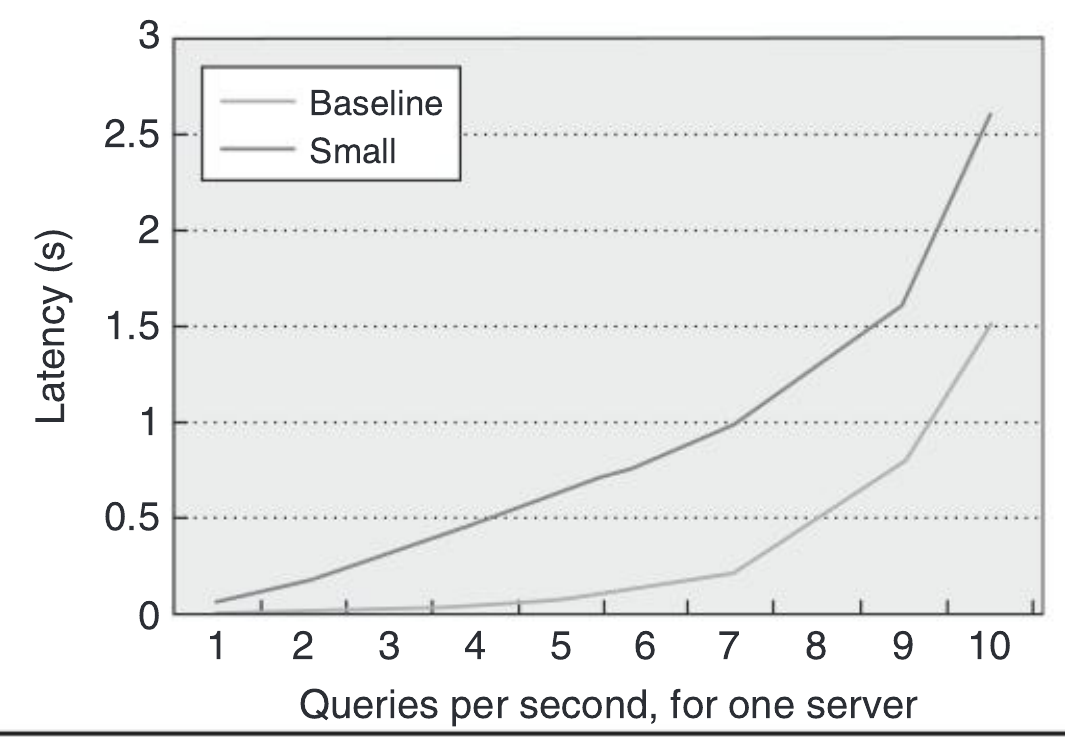 3
2.5
2
1.5
1
0.5
0
Baseline
Small
Latency (s)
1 2 3 4 5 6 7 8 9 10
Queries per second, for one server